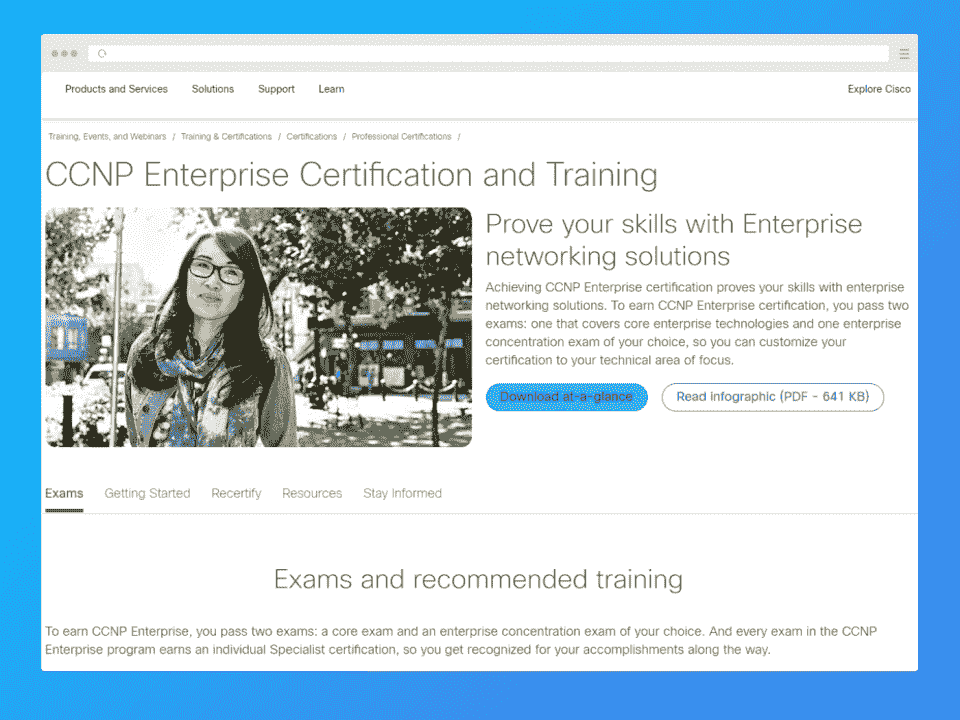 Products and Services Solutions Support Learn Explore Cisco
Training, Events, and Webinars / Training & Certifications / Certifications / Professional Certifications /
CCNP Enterprise Certification and Training
Prove your skills with Enterprise
networking solutions
Achieving CCNP Enterprise certification proves your skills with enterprise
networking solutions. To earn CCNP Enterprise certification, you pass two
exams: one that covers core enterprise technologies and one enterprise
concentration exam of your choice, so you can customize your
certification to your technical area of focus.
Download at-a-glance Read infographic (PDF - 641 KB)
Exams Getting Started Recertify Resources Stay Informed
Exams and recommended training
To earn CCNP Enterprise, you pass two exams: a core exam and an enterprise concentration exam of your choice. And every exam in the CCNP
Enterprise program earns an individual Specialist certification, so you get recognized for your accomplishments along the way.